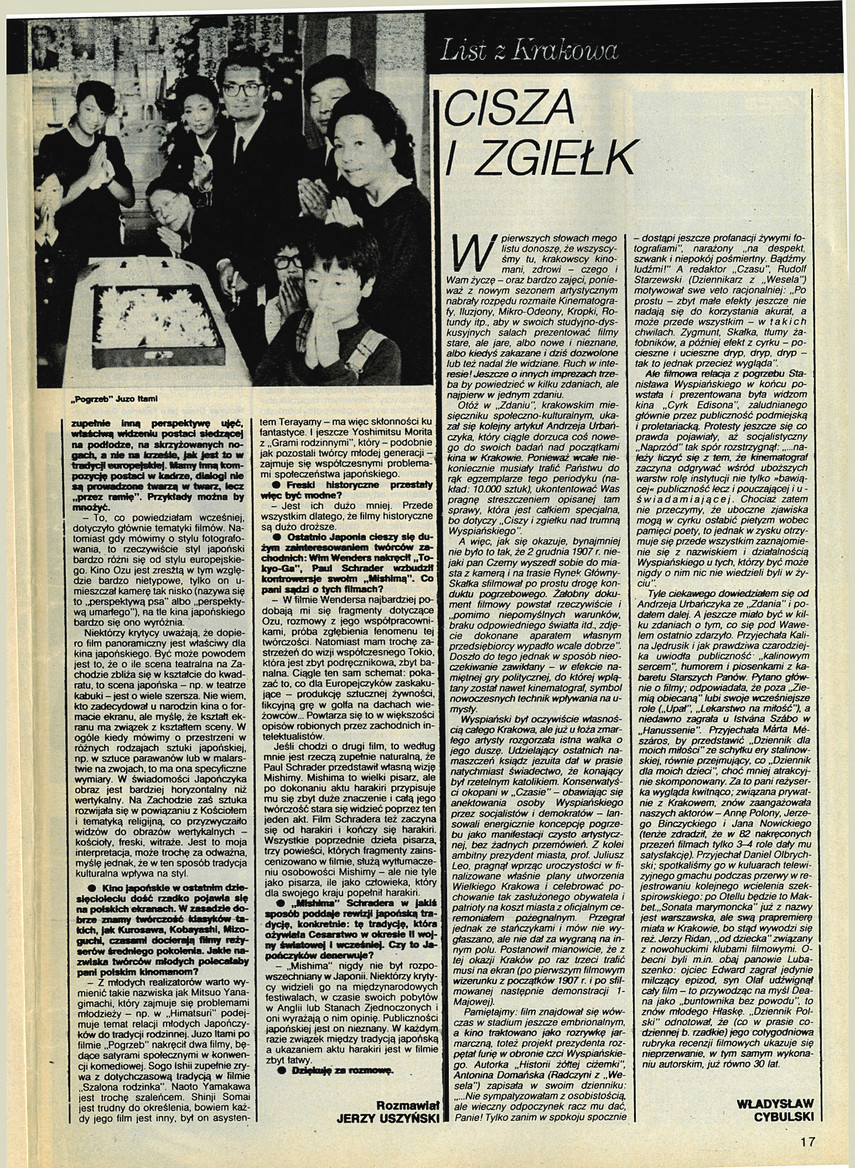 List z Krakowa
„Pogrzeb" Juzo Itami
zupełnie inną perspektywę ujęć,
właściwą widzeniu postaci siedzącej
na podłodze, na skrzyżowanych no-
gach, a nie na krześle, jak jest to w
tradycji europejskiej. Mamy inną kom-
pozycję postaci w kadrze, dialogi nie
są prowadzone twarzą w twarz, lecz
„przez ramię". Przykłady można by
mnożyć.
– To, co powiedziałam wcześniej,
dotyczyło głównie tematyki filmów. Na-
tomiast gdy mówimy o stylu fotografo-
wania, to rzeczywiście styl japoński
bardzo różni się od stylu europejskie-
go. Kino Ozu jest zresztą w tym wzglę-
dzie bardzo nietypowe, tylko on u-
mieszczał kamerę tak nisko (nazywa się
to „perspektywą psa" albo „perspekty-
wą umarłego"), na tle kina japońskiego
bardzo się ono wyróżnia.
Niektórzy krytycy uważają, że dopie-
ro film panoramiczny jest właściwy dla
kina japońskiego. Być może powodem
jest to, że o ile scena teatralna na Za-
chodzie zbliża się w kształcie do kwad-
ratu, to scena japońska – np. w teatrze
kabuki – jest o wiele szersza. Nie wiem,
kto zadecydował u narodzin kina o for-
macie ekranu, ale myślę, że kształt ek-
ranu ma związek z kształtem sceny. W
ogóle kiedy mówimy o przestrzeni w
różnych rodzajach sztuki japońskiej,
np. w sztuce parawanów lub w malars-
twie na zwojach, to ma ona specyficzne
wymiary. W świadomości Japończyka
obraz jest bardziej horyzontalny niż
wertykalny. Na Zachodzie zaś sztuka
rozwijała się w powiązaniu z Kościołem
i tematyką religijną, co przyzwyczaiło
widzów do obrazów wertykalnych –
kościoły, freski, witraże. Jest to moja
interpretacja, może trochę za odważna,
myślę jednak, że w ten sposób tradycja
kulturalna wpływa na styl.
● Kino japońskie w ostatnim dzie-
sięcioleciu dość rzadko pojawia się
na polskich ekranach. W zasadzie do-
brze znamy twórczość klasyków ta-
kich, jak Kurosawa, Kobayashi, Mizo-
guchi, czasami docierają filmy reży-
serów średniego pokolenia. Jakie na-
zwiska twórców młodych polecałaby
pani polskim kinomanom?
– Z młodych realizatorów warto wy-
mienić takie nazwiska jak Mitsuo Yana-
gimachi, który zajmuje się problemami
młodzieży – np. w „Himatsuri" podej-
muje temat relacji młodych Japończy-
ków do tradycji rodzinnej. Juzo Itami po
filmie „Pogrzeb" nakręcił dwa filmy, bę-
dące satyrami społecznymi w konwen-
cji komediowej. Sogo Ishii zupełnie zry-
wa z dotychczasową tradycją w filmie
„Szalona rodzinka". Naoto Yamakawa
jest trochę szaleńcem. Shinji Somai
jest trudny do określenia, bowiem każ-
dy jego film jest inny, był on asysten-
tem Terayamy – ma więc skłonności ku
fantastyce. I jeszcze Yoshimitsu Morita
z „Grami rodzinnymi", który – podobnie
jak pozostali twórcy młodej generacji –
zajmuje się współczesnymi problema-
mi społeczeństwa japońskiego.
● Freski historyczne przestały
więc być modne?
– Jest ich dużo mniej. Przede
wszystkim dlatego, że filmy historyczne
są dużo droższe.
● Ostatnio Japonia cieszy się du-
żym zainteresowaniem twórców za-
chodnich: Wim Wenders nakręcił „To-
kyo-Ga", Paul Schrader wzbudził
kontrowersje swoim „Mishimą". Co
pani sądzi o tych filmach?
– W filmie Wendersa najbardziej po-
dobają mi się fragmenty dotyczące
Ozu, rozmowy z jego współpracowni-
kami, próba zgłębienia fenomenu tej
twórczości. Natomiast mam trochę za-
strzeżeń do wizji współczesnego Tokio,
która jest zbyt podręcznikowa, zbyt ba-
nalna. Ciągle ten sam schemat: poka-
zać to, co dla Europejczyków zaskaku-
jące – produkcję sztucznej żywności,
fikcyjną grę w golfa na dachach wie-
żowców... Powtarza się to w większości
opisów robionych przez zachodnich in-
telektualistów.
Jeśli chodzi o drugi film, to według
mnie jest rzeczą zupełnie naturalną, że
Paul Schrader przedstawił własną wizję
Mishimy. Mishima to wielki pisarz, ale
po dokonaniu aktu harakiri przypisuje
mu się zbyt duże znaczenie i całą jego
twórczość stara się widzieć poprzez ten
jeden akt. Film Schradera też zaczyna
się od harakiri i kończy się harakiri.
Wszystkie poprzednie dzieła pisarza,
trzy powieści, których fragmenty zains-
cenizowano w filmie, służą wytłumacze-
niu osobowości Mishimy – ale nie tyle
jako pisarza, ile jako człowieka, który
dla swojego kraju popełnił harakiri.
● „Mishima" Schradera w jakiś
sposób poddaje rewizji japońską tra-
dycję, konkretnie: tę tradycję, która
ożywiała Cesarstwo w okresie II woj-
ny światowej i wcześniej. Czy to Ja-
pończyków denerwuje?
– „Mishima" nigdy nie był rozpo-
wszechniany w Japonii. Niektórzy kryty-
cy widzieli go na międzynarodowych
festiwalach, w czasie swoich pobytów
w Anglii lub Stanach Zjednoczonych i
oni wyrażają o nim opinię. Publiczności
japońskiej jest on nieznany. W każdym
razie związek między tradycją japońską
a ukazaniem aktu harakiri jest w filmie
zbyt łatwy.
● Dziękuję za rozmowę.
Rozmawiał
JERZY USZYŃSKI
CISZA
I ZGIEŁK
W pierwszych słowach mego
listu donoszę, że wszyscy-
śmy tu, krakowscy kino-
mani, zdrowi – czego i
Wam życzę – oraz bardzo zajęci, ponie-
waż z nowym sezonem artystycznym
nabrały rozpędu rozmaite Kinematogra-
fy, Iluzjony, Mikro-Odeony, Kropki, Ro-
tundy itp., aby w swoich studyjno-dys-
kusyjnych salach prezentować filmy
stare, ale jare, albo nowe i nieznane,
albo kiedyś zakazane i dziś dozwolone
lub też nadal źle widziane. Ruch w inte-
resie! Jeszcze o innych imprezach trze-
ba by powiedzieć w kilku zdaniach, ale
najpierw w jednym zdaniu.
Otóż w „Zdaniu", krakowskim mie-
sięczniku społeczno-kulturalnym, uka-
zał się kolejny artykuł Andrzeja Urbań-
czyka, który ciągle dorzuca coś nowe-
go do swoich badań nad początkami
kina w Krakowie. Ponieważ wcale nie-
koniecznie musiały trafić Państwu do
rąk egzemplarze tego periodyku (na-
kład: 10.000 sztuk), ukontentować Was
pragnę streszczeniem opisanej tam
sprawy, która jest całkiem specjalna,
bo dotyczy „Ciszy i zgiełku nad trumną
Wyspiańskiego".
A więc, jak się okazuje, bynajmniej
nie było to tak, że 2 grudnia 1907 r. nie-
jaki pan Czerny wyszedł sobie do mia-
sta z kamerą i na trasie Rynek Główny-
Skałka sfilmował po prostu drogę kon-
duktu pogrzebowego. Żałobny doku-
ment filmowy powstał rzeczywiście i
„pomimo niepomyślnych warunków,
braku odpowiedniego światła itd., zdję-
cie dokonane aparatem własnym
przedsiębiorcy wypadło wcale dobrze".
Doszło do tego jednak w sposób nieo-
czekiwanie zawikłany – w efekcie na-
miętnej gry politycznej, do której wplą-
tany został nawet kinematograf, symbol
nowoczesnych technik wpływania na u-
mysły.
Wyspiański był oczywiście własnoś-
cią całego Krakowa, ale już u łoża zmar-
łego artysty rozgorzała istna walka o
jego duszę. Udzielający ostatnich na-
maszczeń ksiądz jezuita dał w prasie
natychmiast świadectwo, że konający
był rzetelnym katolikiem. Konserwatyś-
ci okopani w „Czasie" – obawiając się
anektowania osoby Wyspiańskiego
przez socjalistów i demokratów – lan-
sowali energicznie koncepcję pogrze-
bu jako manifestacji czysto artystycz-
nej, bez żadnych przemówień. Z kolei
ambitny prezydent miasta, prof. Juliusz
Leo, pragnął wprząc uroczystość w fi-
nalizowane właśnie plany utworzenia
Wielkiego Krakowa i celebrować po-
chowanie tak zasłużonego obywatela i
patrioty na koszt miasta z oficjalnym ce-
remoniałem pożegnalnym. Przegrał
jednak ze stańczykami i mów nie wy-
głaszano, ale nie dał za wygraną na in-
nym polu. Postanowił mianowicie, że z
tej okazji Kraków po raz trzeci trafić
musi na ekran (po pierwszym filmowym
wizerunku z początków 1907 r. i po sfil-
mowanej następnie demonstracji 1-
Majowej).
Pamiętajmy: film znajdował się wów-
czas w stadium jeszcze embrionalnym,
a kino traktowano jako rozrywkę jar-
marczną, toteż projekt prezydenta roz-
pętał furię w obronie czci Wyspiańskie-
go. Autorka „Historii żółtej ciżemki",
Antonina Domańska (Radczyni z „We-
sela") zapisała w swoim dzienniku:
„...Nie sympatyzowałam z osobistością,
ale wieczny odpoczynek racz mu dać,
Panie! Tylko zanim w spokoju spocznie
– dostąpi jeszcze profanacji żywymi fo-
tografiami", narażony „na despekt,
szwank i niepokój pośmiertny. Bądźmy
ludźmi!" A redaktor „Czasu", Rudolf
Starzewski (Dziennikarz z „Wesela")
motywował swe veto racjonalniej: „Po
prostu – zbyt małe efekty jeszcze nie
nadają się do korzystania akurat, a
może przede wszystkim – w takich
chwilach. Zygmunt, Skałka, tłumy ża-
łobników, a później efekt z cyrku – po-
cieszne i ucieszne dryp, dryp, dryp –
tak to jednak przecież wygląda".
Ale filmowa relacja z pogrzebu Sta-
nisława Wyspiańskiego w końcu po-
wstała i prezentowana była widzom
kina „Cyrk Edisona", zaludnianego
głównie przez publiczność podmiejską
i proletariacką. Protesty jeszcze się co
prawda pojawiały, aż socjalistyczny
„Naprzód" tak spór rozstrzygnął: „....na-
leży liczyć się z tem, że kinematograf
zaczyna odgrywać wśród uboższych
warstw rolę instytucji nie tylko »bawią-
cej« publiczność lecz i pouczającej i u-
świadamiającej. Chociaż zatem
nie przeczymy, że uboczne zjawiska
mogą w cyrku osłabić pietyzm wobec
pamięci poety, to jednak w zysku otrzy-
muje się przede wszystkim zaznajomie-
nie się z nazwiskiem i działalnością
Wyspiańskiego u tych, którzy być może
nigdy o nim nic nie wiedzieli byli w ży-
ciu".
Tyle ciekawego dowiedziałem się od
Andrzeja Urbańczyka ze „Zdania" i po-
dałem dalej. A jeszcze miało być w kil-
ku zdaniach o tym, co się pod Wawe-
lem ostatnio zdarzyło. Przyjechała Kali-
na Jędrusik i jak prawdziwa czarodziej-
ka uwiodła publiczność „kalinowym
sercem", humorem i piosenkami z ka-
baretu Starszych Panów. Pytano głów-
nie o filmy; odpowiadała, że poza „Zie-
mią obiecaną" lubi swoje wcześniejsze
role („Upał", „Lekarstwo na miłość"), a
niedawno zagrała u Istvána Szábo w
„Hanussenie". Przyjechała Márta Mé-
száros, by przedstawić „Dziennik dla
mojch miłości" ze schyłku ery stalinow-
skiej, równie przejmujący, co „Dziennik
dla moich dzieci", choć mniej atrakcyj-
nie skomponowany. Za to pani reżyser-
ka wygląda kwitnąco; związana prywat-
nie z Krakowem, znów zaangażowała
naszych aktorów – Annę Polony, Jerze-
go Binczyckiego i Jana Nowickiego
(tenże zdradził, że w 82 nakręconych
przezeń filmach tylko 3–4 role dały mu
satysfakcję). Przyjechał Daniel Olbrych-
ski; spotkaliśmy go w kuluarach telewi-
zyjnego gmachu podczas przerwy w re-
jestrowaniu kolejnego wcielenia szek-
spirowskiego: po Otellu będzie to Mak-
bet. „Sonata marymoncka" już z nazwy
jest warszawska, ale swą prapremierę
miała w Krakowie, bo stąd wywodzi się
reż. Jerzy Ridan, „od dziecka" związany
z nowohuckimi klubami filmowymi. O-
becni byli m.in. obaj panowie Luba-
szenko: ojciec Edward zagrał jedynie
milczący epizod, syn Olaf udźwignął
cały film – to przywodząc na myśl Dea-
na jako „buntownika bez powodu", to
znów młodego Hłaskę. „Dziennik Pol-
ski" odnotował, że (co w prasie co-
dziennej b. rzadkie) jego cotygodniowa
rubryka recenzji filmowych ukazuje się
nieprzerwanie, w tym samym wykona-
niu autorskim, już równo 30 lat.
WŁADYSŁAW
CYBULSKI
17